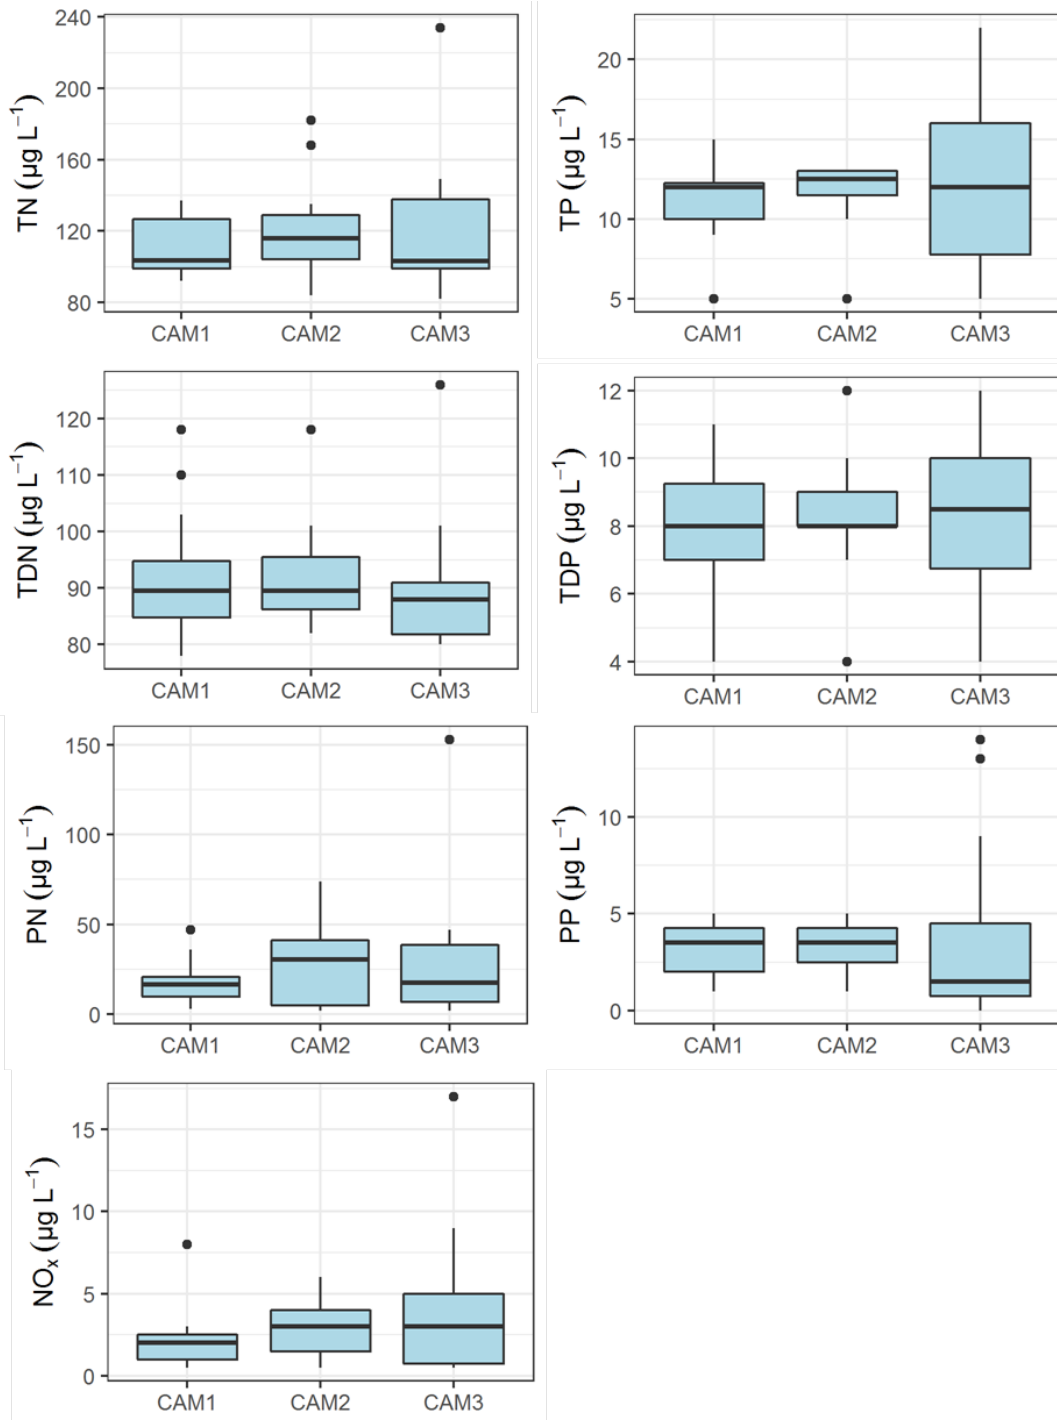 TN (µg L⁻¹)
240
200
160
120
80
CAM1 CAM2 CAM3
TP (µg L⁻¹)
20
15
10
5
CAM1 CAM2 CAM3
TDN (µg L⁻¹)
120
110
100
90
80
CAM1 CAM2 CAM3
TDP (µg L⁻¹)
12
10
8
6
4
CAM1 CAM2 CAM3
PN (µg L⁻¹)
150
100
50
0
CAM1 CAM2 CAM3
PP (µg L⁻¹)
10
5
0
CAM1 CAM2 CAM3
NOₓ (µg L⁻¹)
15
10
5
0
CAM1 CAM2 CAM3